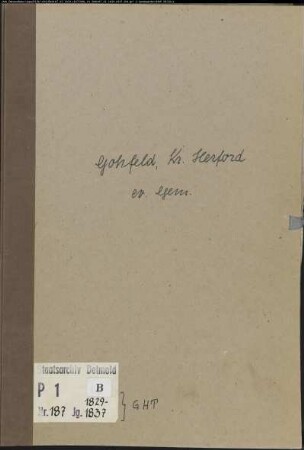 Gohfeld, Kr. Herford
ev. Gem.
Staatsarchiv Detmold
P 1 B
1829-
Nr. 187 Jg. 1837 } GHT